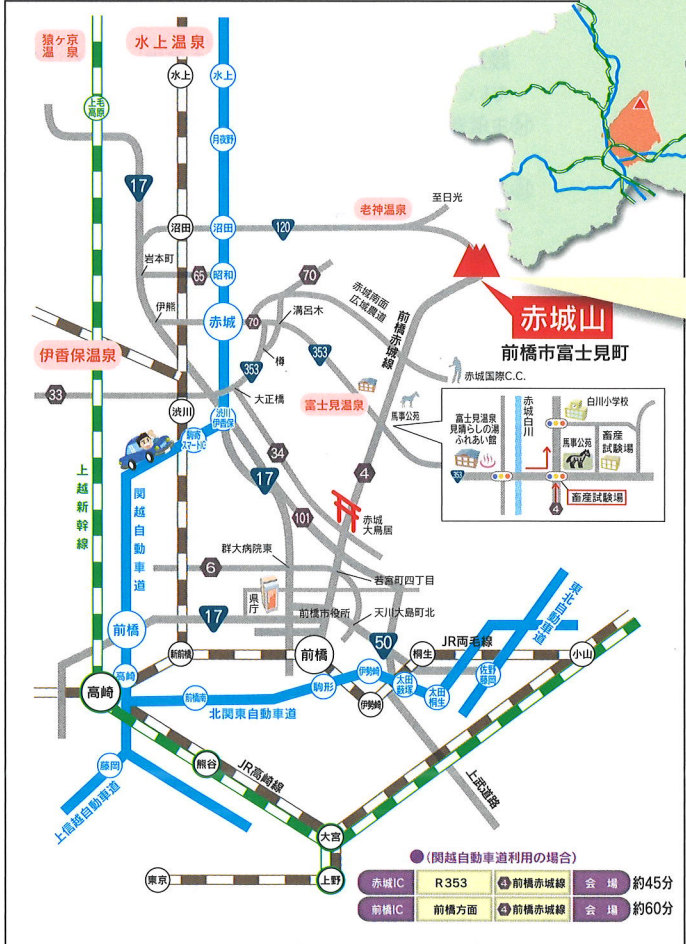 猿ヶ京
温泉
水上温泉
水上
水上
上毛
高原
月夜野
17
至日光
老神温泉
沼田
沼田
120
岩本町
65
昭和
70
赤城南面
広域農道
前橋赤城線
伊熊
赤城
70
溝呂木
赤城山
前橋市富士見町
伊香保温泉
353
樽
353
赤城国際C.C.
33
大正橋
富士見温泉
渋川
渋川
伊香保
馬事公苑
駒寄
スマートIC
富士見温泉
見晴らしの湯
ふれあい館
赤城白川
白川小学校
馬事公苑
畜産
試験場
353
4
畜産試験場
34
17
4
上越新幹線
関越自動車道
101
赤城
大鳥居
群大病院東
6
若宮町四丁目
県庁
17
前橋市役所
天川大島町北
東北自動車道
前橋
50
JR両毛線
新前橋
前橋
桐生
小山
高崎
高崎
伊勢崎
佐野
藤岡
前橋南
駒形
太田
藪塚
太田
桐生
伊勢崎
北関東自動車道
藤岡
熊谷
JR高崎線
上武道路
上信越自動車道
大宮
東京
上野
●(関越自動車道利用の場合)
赤城IC R353 4前橋赤城線 会場 約45分
前橋IC 前橋方面 4前橋赤城線 会場 約60分